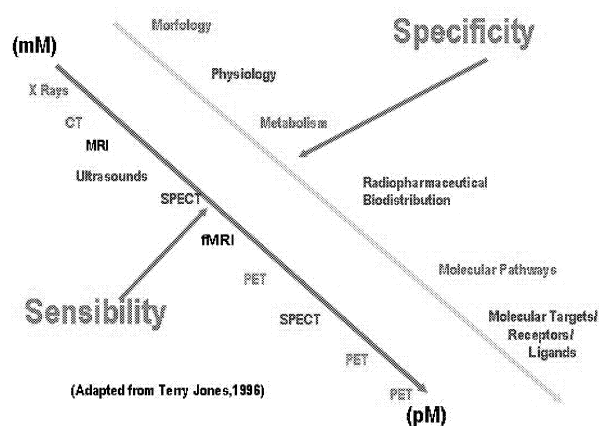 Morfology
Specificity
(mM)
Physiology
X Rays
CT
Metabolism
MRI
Ultrasounds
Radiopharmaceutical
Biodistribution
SPECT
fMRI
PET
Molecular Pathways
Sensibility
SPECT
Molecular Targets/
Receptors/
Ligands
PET
(Adapted from Terry Jones,1996)
PET
(pM)